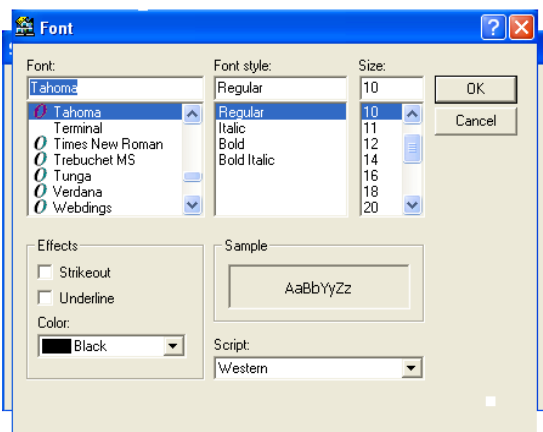 Font
Font: Font style: Size:
Tahoma Regular 10 OK
Tahoma Regular 10 Cancel
Terminal Italic 11
Times New Roman Bold 12
Trebuchet MS Bold Italic 14
Tunga 16
Verdana 18
Webdings 20
Effects Sample
Strikeout
Underline AaBbYyZz
Color:
Black Script:
Western